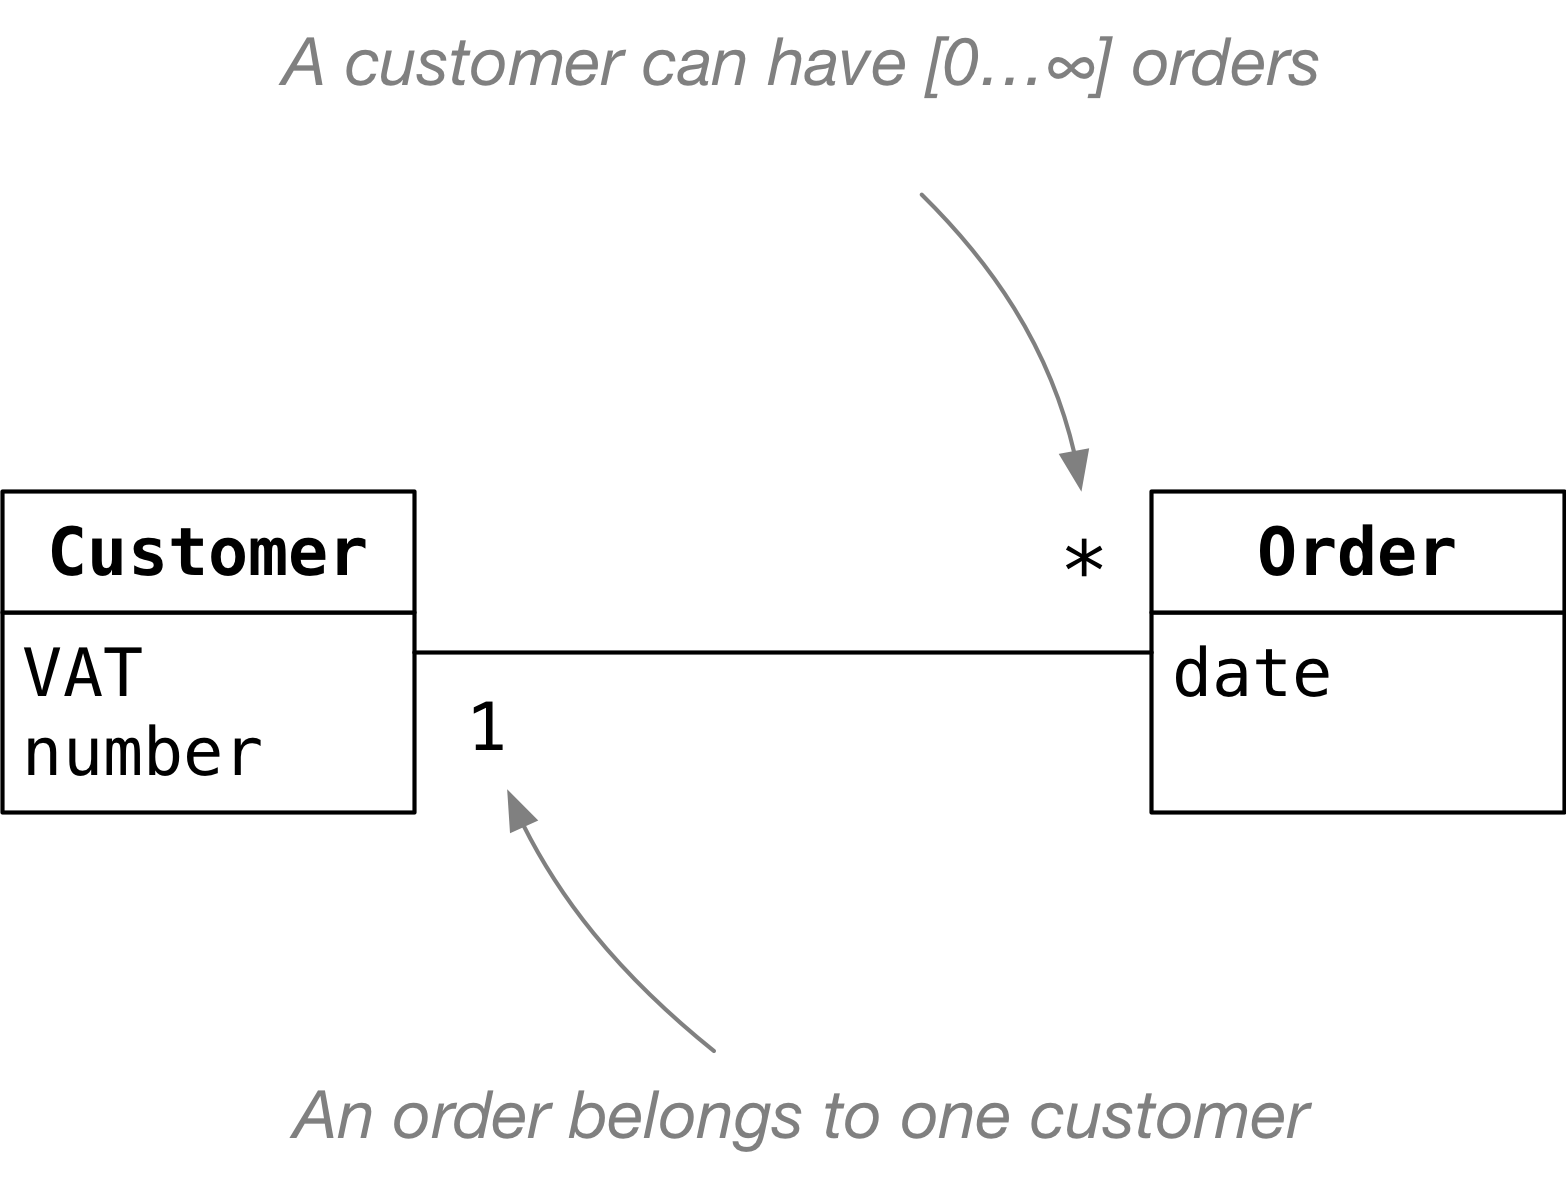 A customer can have [0…∞] orders
Customer
VAT
number
1
*
Order
date
An order belongs to one customer